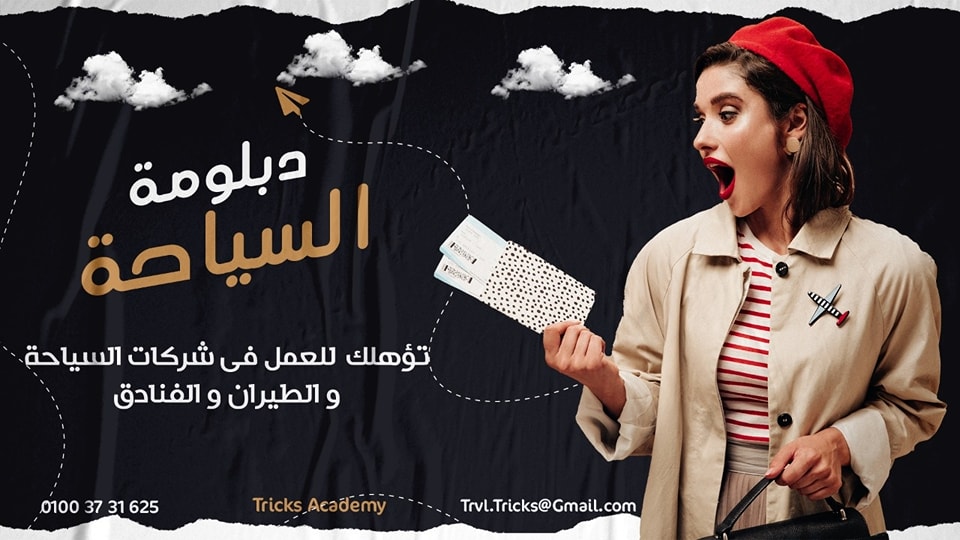 دبلومة
السياحة
تؤهلك للعمل فى شركات السياحة
و الطيران و الفنادق
0100 37 31 625
Tricks Academy
Trvl.Tricks@Gmail.com